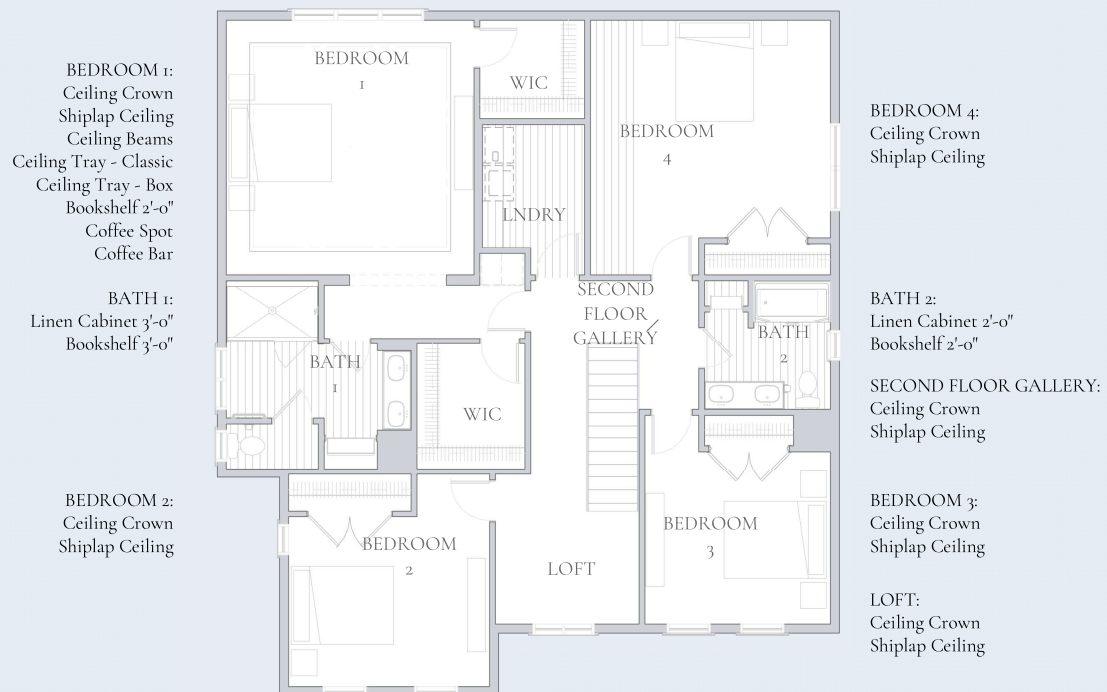 BEDROOM 1:
Ceiling Crown
Shiplap Ceiling
Ceiling Beams
Ceiling Tray - Classic
Ceiling Tray - Box
Bookshelf 2'-0"
Coffee Spot
Coffee Bar
BATH 1:
Linen Cabinet 3'-0"
Bookshelf 3'-0"
BEDROOM 2:
Ceiling Crown
Shiplap Ceiling
BEDROOM
1
WIC
BEDROOM
4
LNDRY
SECOND
FLOOR
GALLERY
BATH
1
BATH
2
WIC
BEDROOM
2
LOFT
BEDROOM
3
BEDROOM 4:
Ceiling Crown
Shiplap Ceiling
BATH 2:
Linen Cabinet 2'-0"
Bookshelf 2'-0"
SECOND FLOOR GALLERY:
Ceiling Crown
Shiplap Ceiling
BEDROOM 3:
Ceiling Crown
Shiplap Ceiling
LOFT:
Ceiling Crown
Shiplap Ceiling